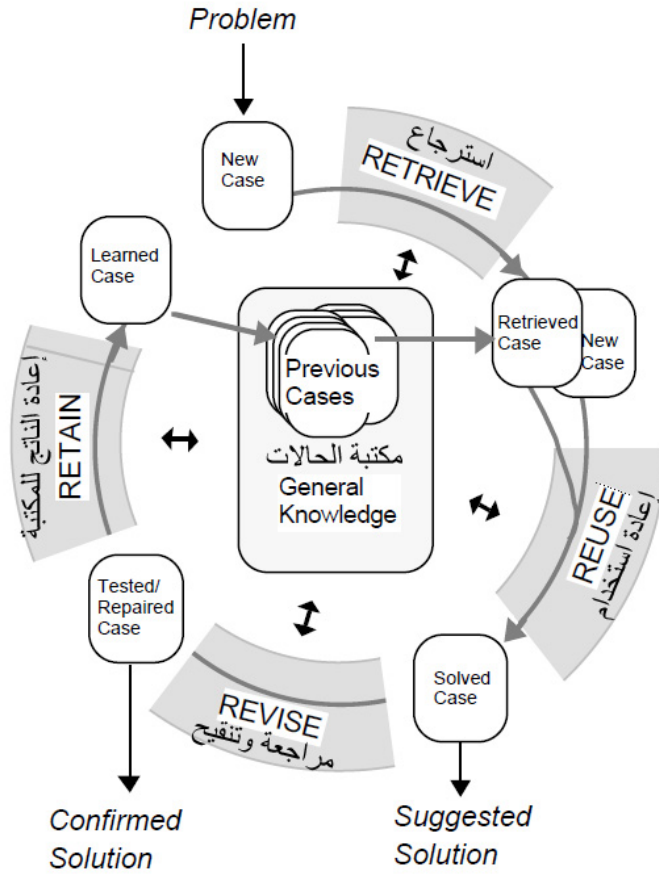 Problem
New
Case
استرجاع
RETRIEVE
Learned
Case
Retrieved
Case
New
Case
Previous
Cases
مكتبة الحالات
General
Knowledge
إعادة الناتج للمكتبة
RETAIN
REUSE
إعادة استخدام
Tested/
Repaired
Case
REVISE
مراجعة وتنقيح
Solved
Case
Confirmed
Solution
Suggested
Solution